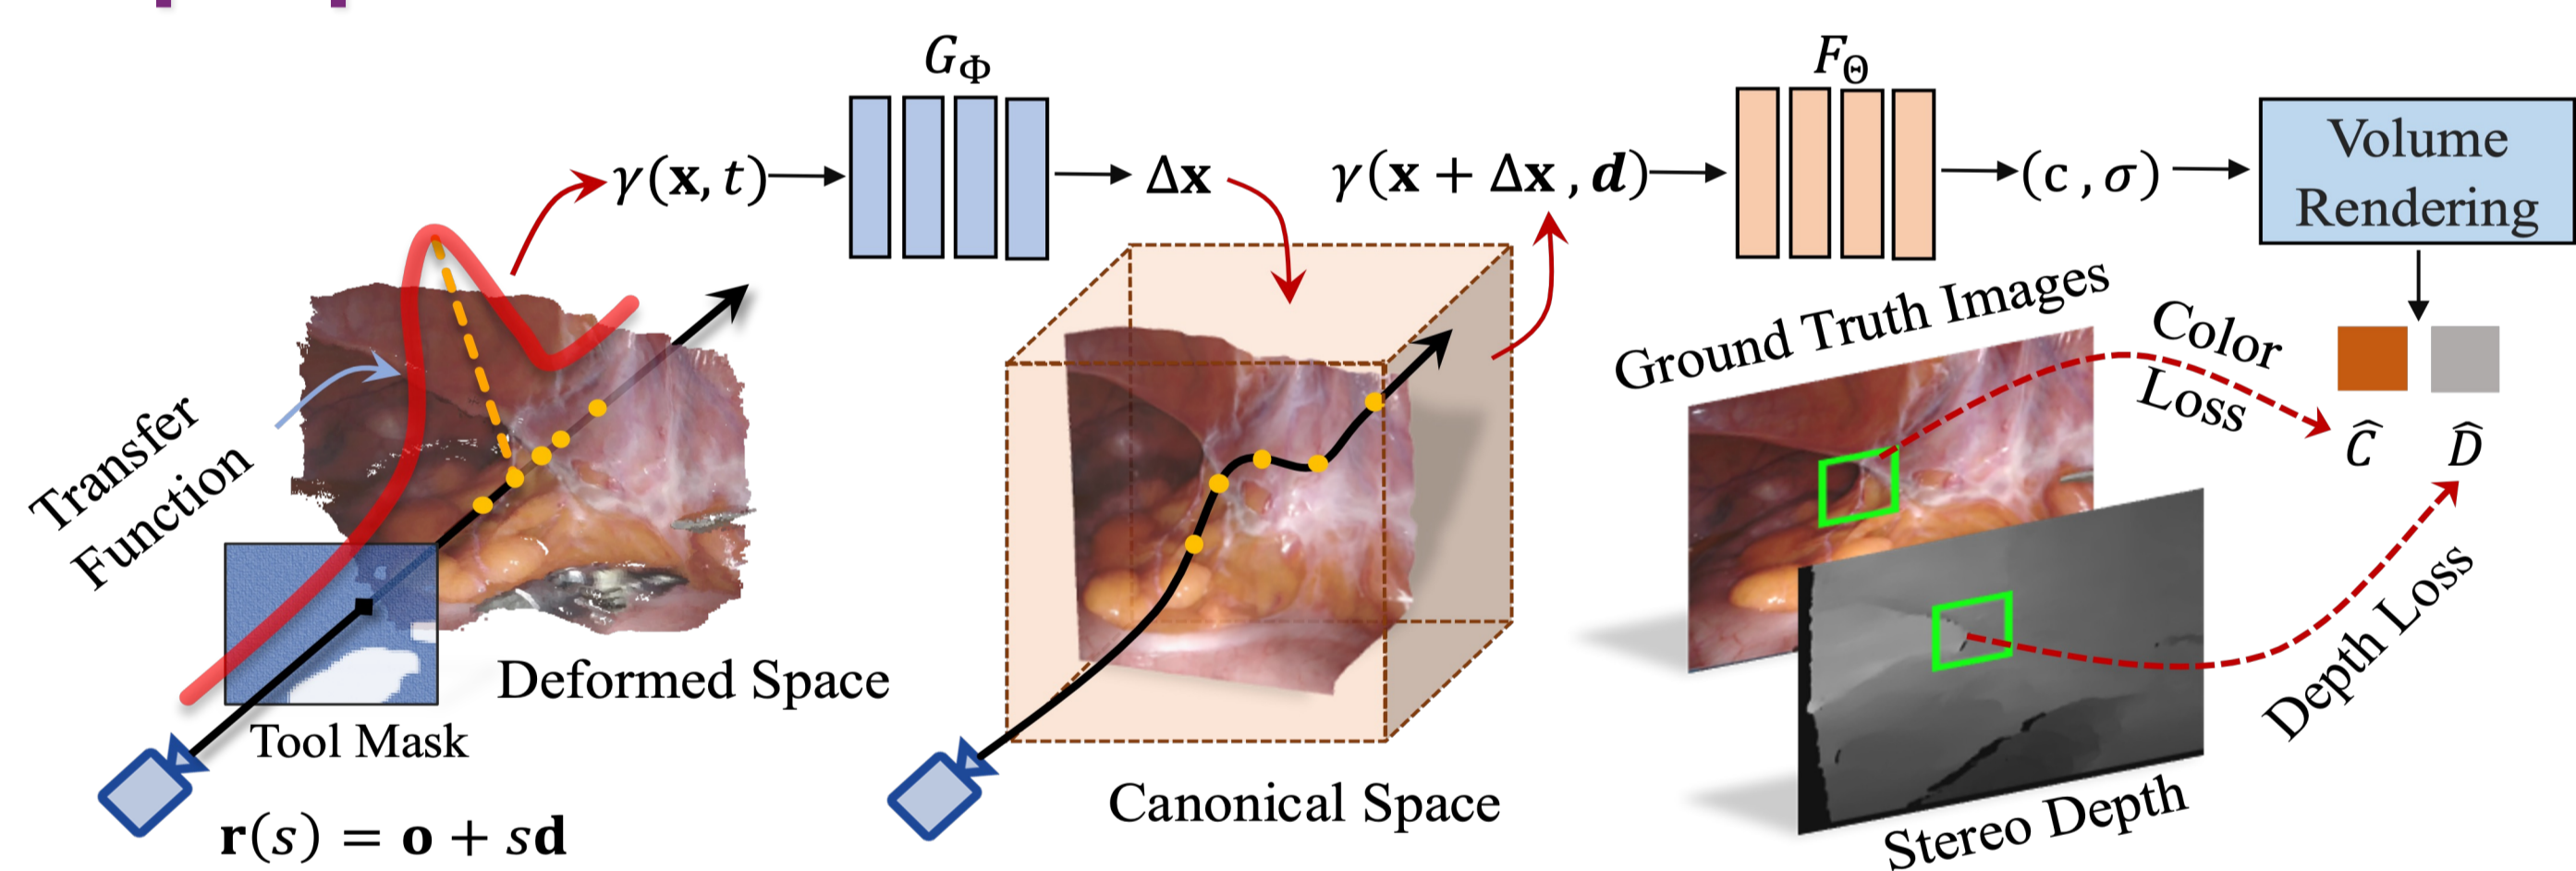 G_Φ
F_Θ
γ(𝐱, t)
Δ𝐱
γ(𝐱 + Δ𝐱 , 𝒅)
(c , σ)
Volume
Rendering
Transfer
Function
Tool Mask
Deformed Space
𝐫(s) = 𝐨 + s𝐝
Canonical Space
Ground Truth Images
Stereo Depth
Color
Loss
Depth Loss
Ĉ
D̂